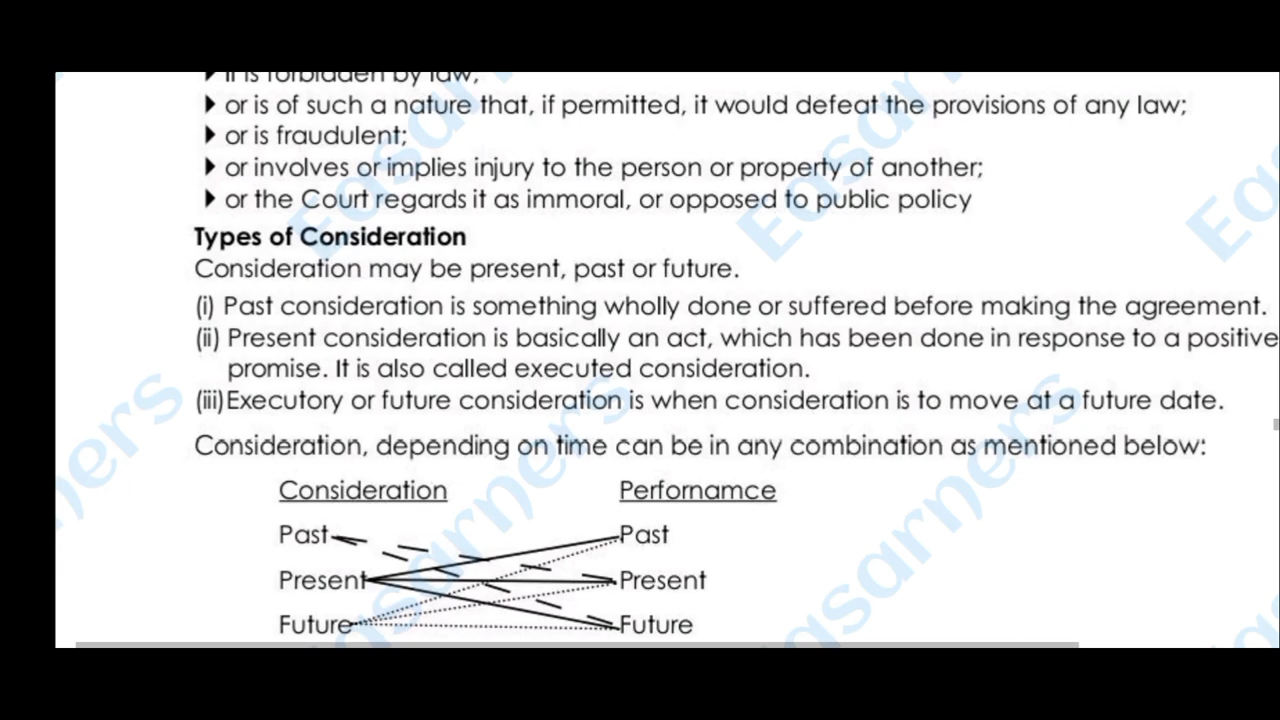 ▶ It is forbidden by law;
▶ or is of such a nature that, if permitted, it would defeat the provisions of any law;
▶ or is fraudulent;
▶ or involves or implies injury to the person or property of another;
▶ or the Court regards it as immoral, or opposed to public policy
Types of Consideration
Consideration may be present, past or future.
(i) Past consideration is something wholly done or suffered before making the agreement.
(ii) Present consideration is basically an act, which has been done in response to a positive
promise. It is also called executed consideration.
(iii)Executory or future consideration is when consideration is to move at a future date.
Consideration, depending on time can be in any combination as mentioned below:
Consideration Perfornamce
Past Past
Present Present
Future Future
Easarners